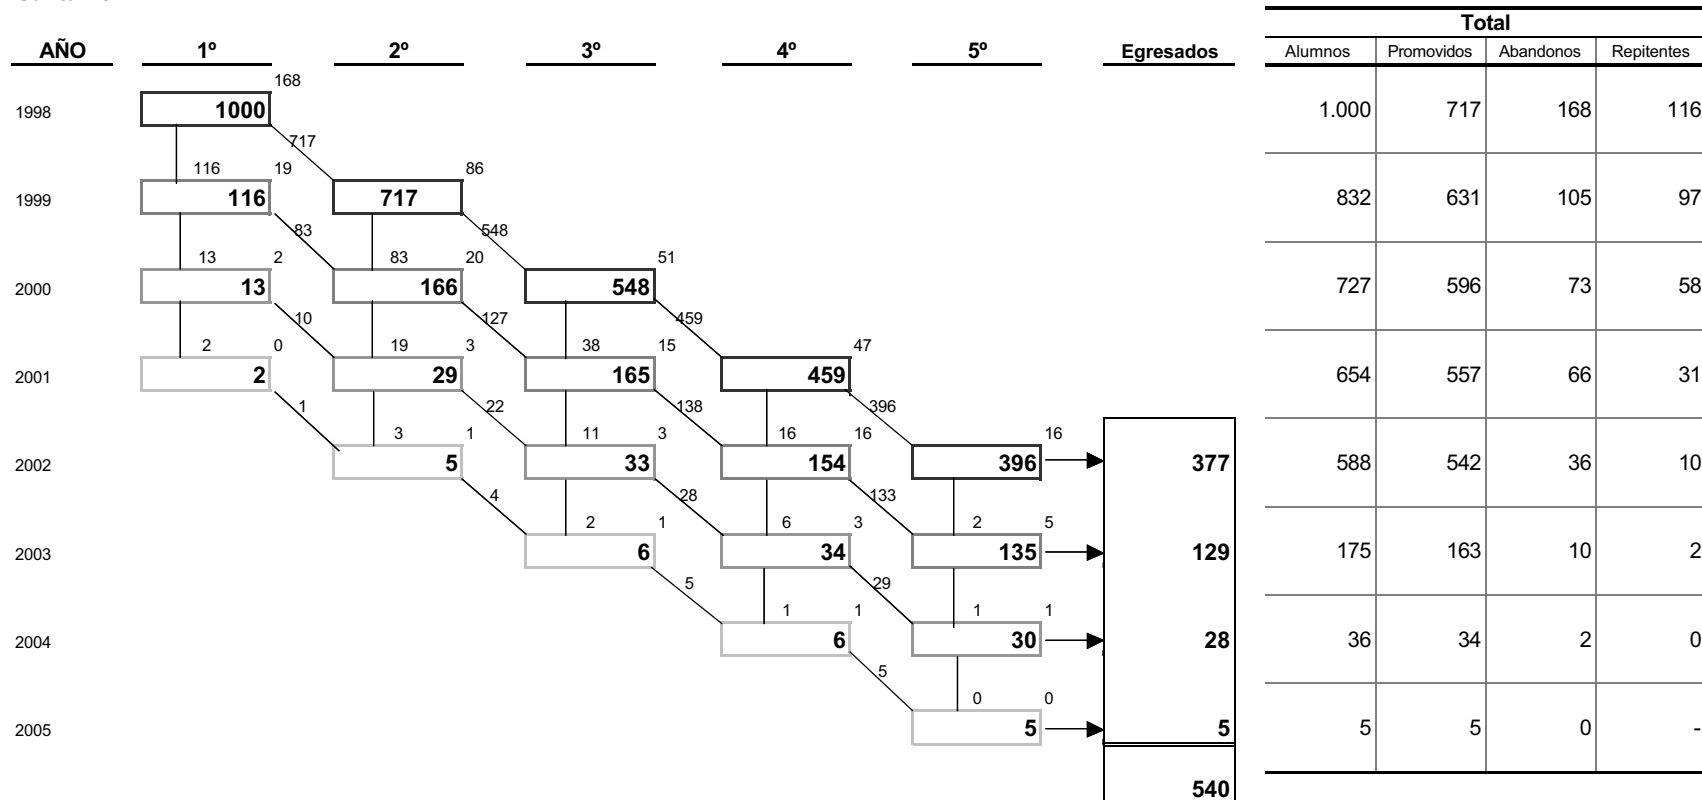 Total
AÑO 1º 2º 3º 4º 5º Egresados Alumnos Promovidos Abandonos Repitentes
168
1998 1000 1.000 717 168 116
717
116 19 86
1999 116 717 832 631 105 97
83 548
13 2 83 20 51
2000 13 166 548 727 596 73 58
10 127 459
2 0 19 3 38 15 47
2001 2 29 165 459 654 557 66 31
1 22 138 396
3 1 11 3 16 16 16
2002 5 33 154 396 377 588 542 36 10
4 28 133
2 1 6 3 2 5
2003 6 34 135 129 175 163 10 2
5 29
1 1 1 1
2004 6 30 28 36 34 2 0
5
0 0
2005 5 5 5 5 0 -
540